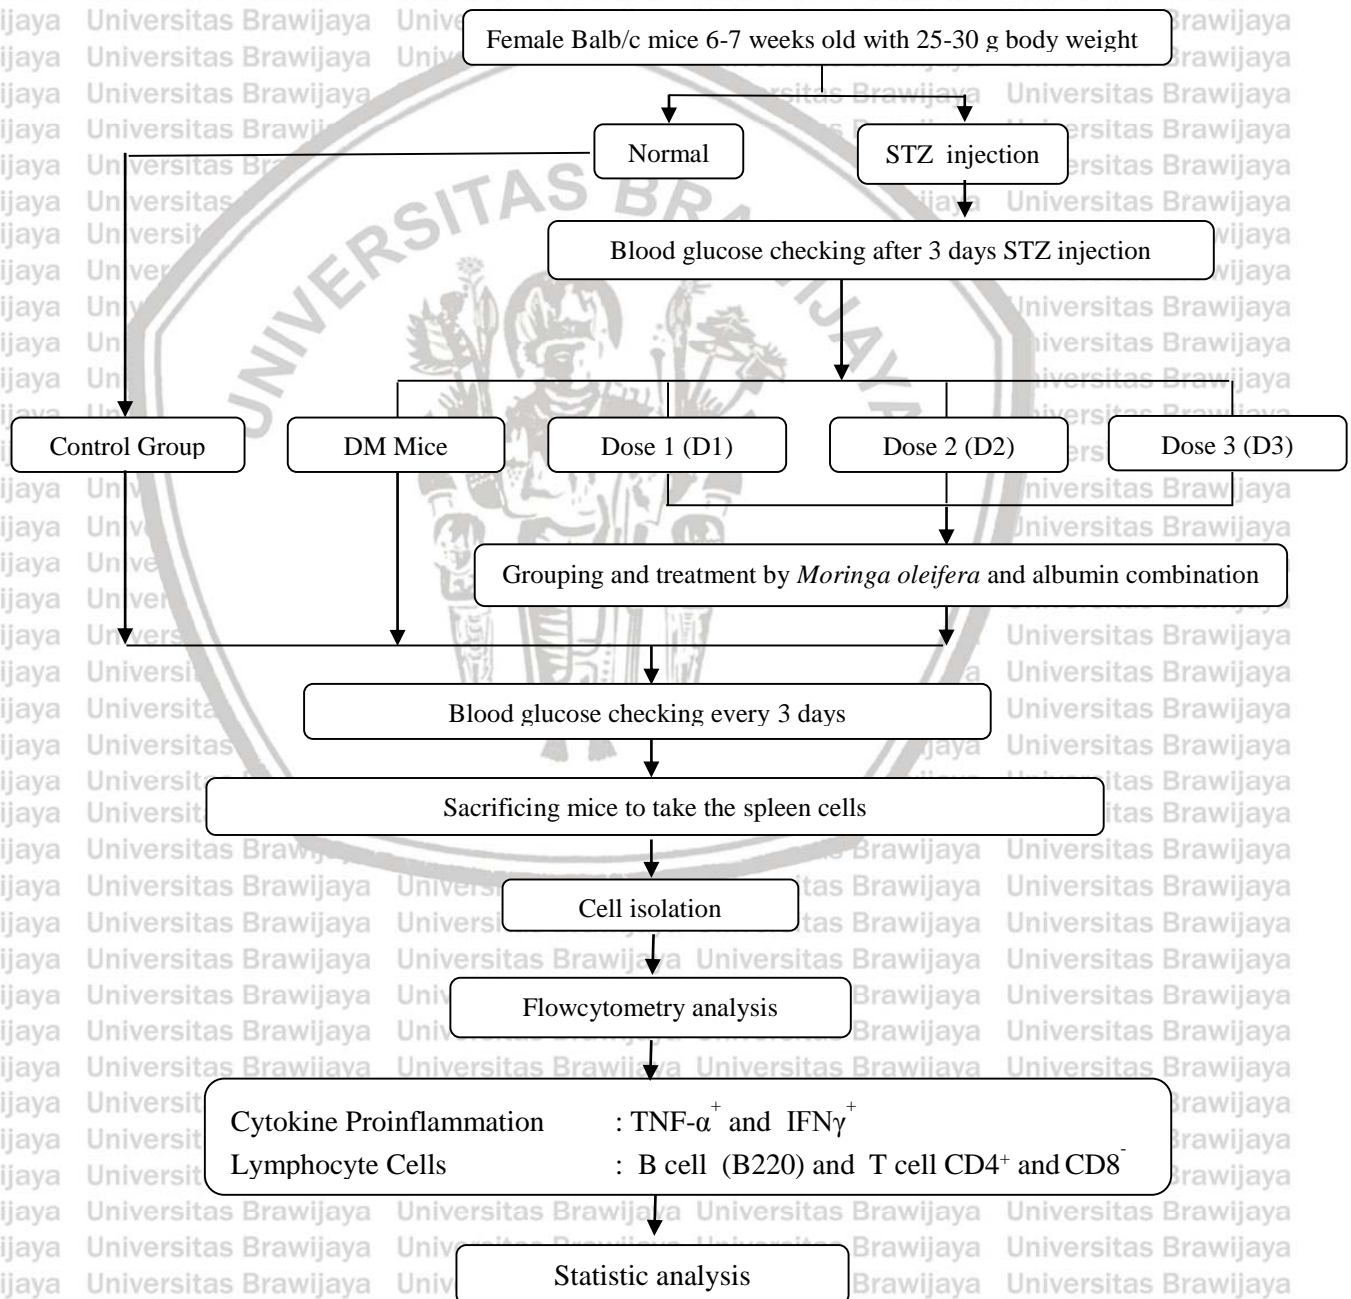 Female Balb/c mice 6-7 weeks old with 25-30 g body weight
Normal
STZ injection
Blood glucose checking after 3 days STZ injection
Control Group
DM Mice
Dose 1 (D1)
Dose 2 (D2)
Dose 3 (D3)
Grouping and treatment by Moringa oleifera and albumin combination
Blood glucose checking every 3 days
Sacrificing mice to take the spleen cells
Cell isolation
Flowcytometry analysis
Cytokine Proinflammation : TNF-α⁺ and IFNγ⁺
Lymphocyte Cells : B cell (B220) and T cell CD4⁺ and CD8⁻
Statistic analysis
UNIVERSITAS BRAWIJAYA
Universitas Brawijaya